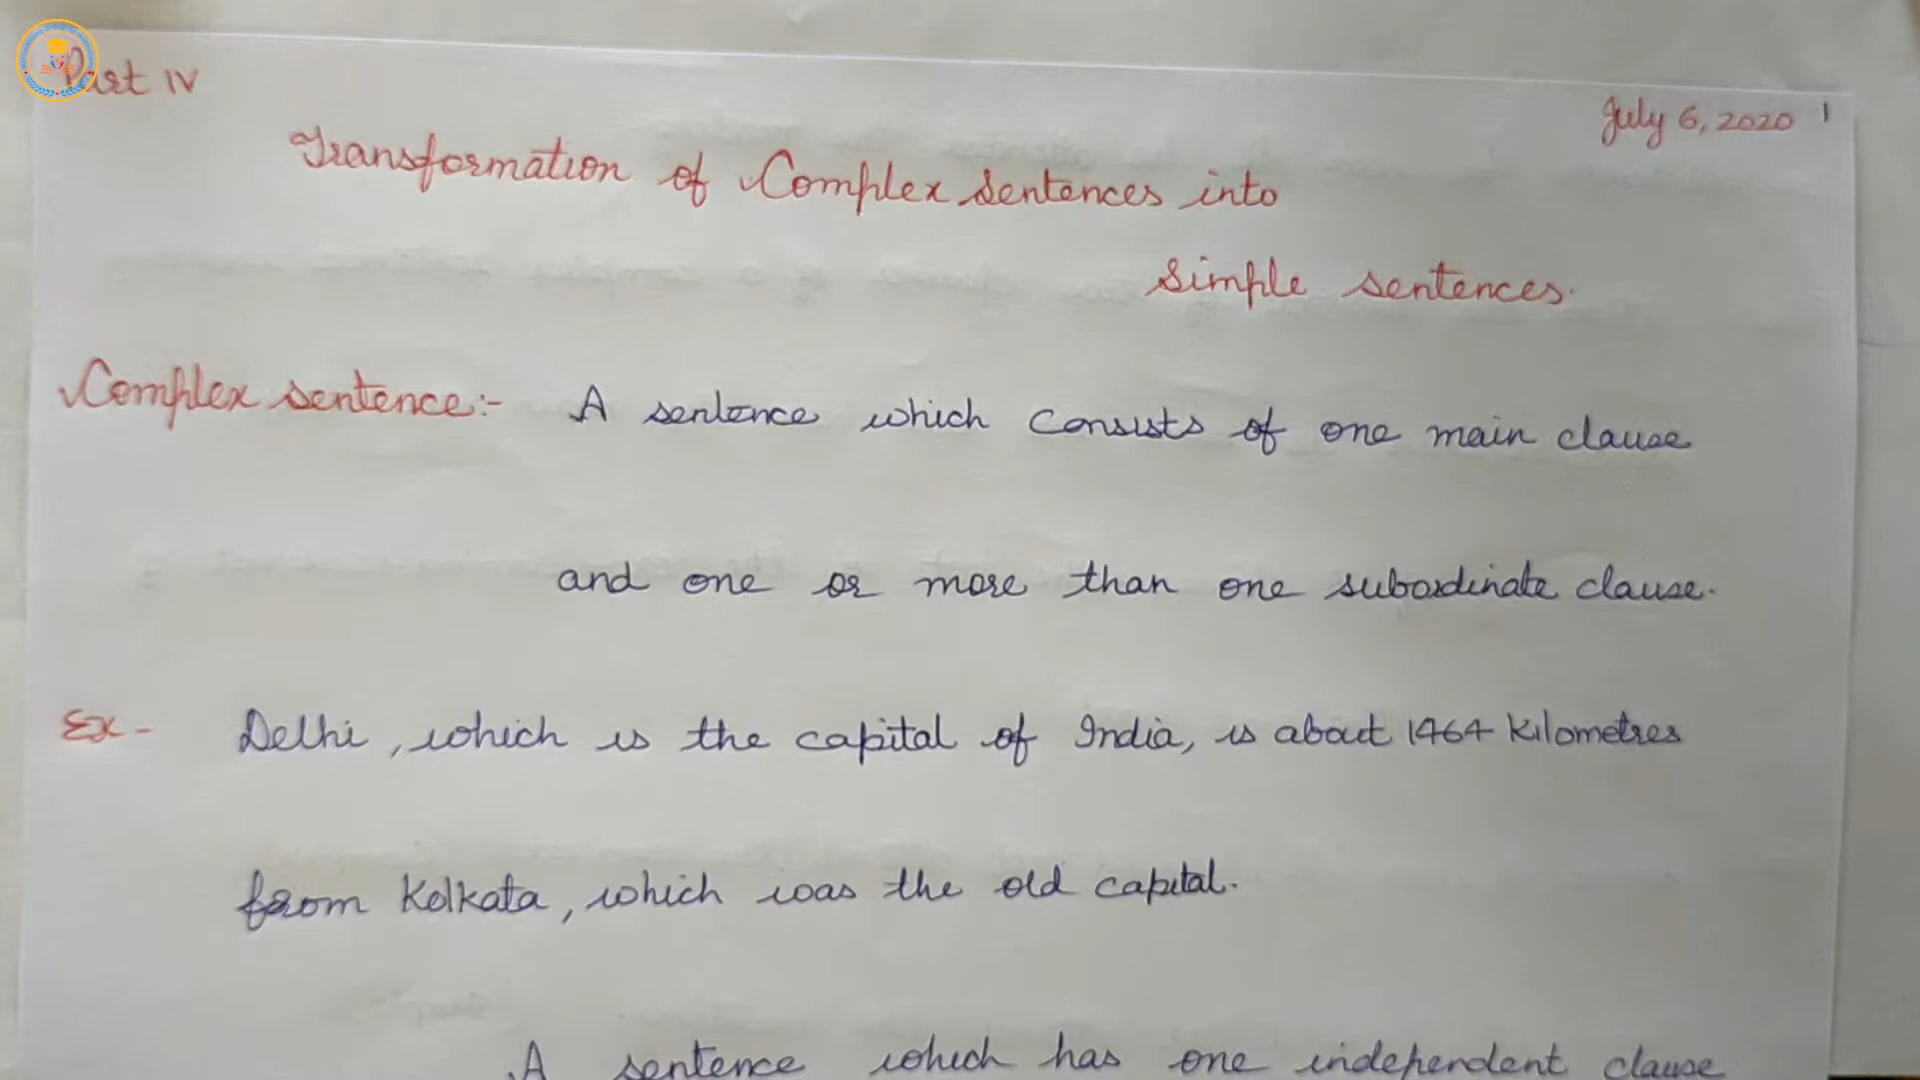 Part IV
July 6, 2020 1
Transformation of Complex sentences into
simple sentences.
Complex sentence:- A sentence which consists of one main clause
and one or more than one subordinate clause.
Ex - Delhi, which is the capital of India, is about 1464 kilometres
from Kolkata, which was the old capital.
A sentence which has one independent clause